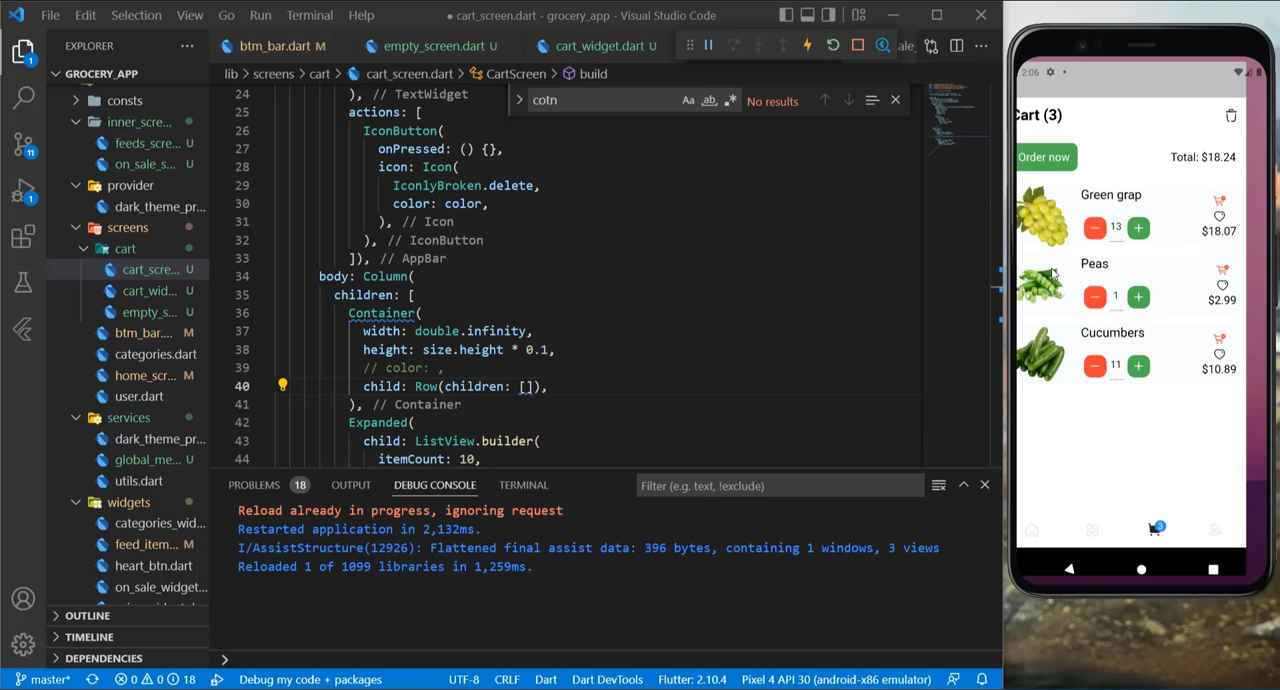 File Edit Selection View Go Run Terminal Help
● cart_screen.dart - grocery_app - Visual Studio Code
EXPLORER
GROCERY_APP
consts
inner_scre...
feeds_scre... U
on_sale_s... U
provider
dark_theme_pr...
screens
cart
cart_scre... U
cart_wid... U
empty_s... U
btm_bar.... M
categories.dart
home_scr... M
user.dart
services
dark_theme_pr...
global_me... U
utils.dart
widgets
categories_wid...
feed_item... M
heart_btn.dart
on_sale_widget...
OUTLINE
TIMELINE
DEPENDENCIES
1
11
1
btm_bar.dart M
empty_screen.dart U
cart_widget.dart U
ale_
lib > screens > cart > cart_screen.dart > CartScreen > build
cotn
Aa ab .*
No results
24 ), // TextWidget
25 actions: [
26 IconButton(
27 onPressed: () {},
28 icon: Icon(
29 IconlyBroken.delete,
30 color: color,
31 ), // Icon
32 ), // IconButton
33 ]), // AppBar
34 body: Column(
35 children: [
36 Container(
37 width: double.infinity,
38 height: size.height * 0.1,
39 // color: ,
40 child: Row(children: []),
41 ), // Container
42 Expanded(
43 child: ListView.builder(
44 itemCount: 10,
PROBLEMS 18 OUTPUT DEBUG CONSOLE TERMINAL
Filter (e.g. text, !exclude)
Reload already in progress, ignoring request
Restarted application in 2,132ms.
I/AssistStructure(12926): Flattened final assist data: 396 bytes, containing 1 windows, 3 views
Reloaded 1 of 1099 libraries in 1,259ms.
master* 0 0 18 Debug my code + packages
UTF-8 CRLF Dart Dart DevTools Flutter: 2.10.4 Pixel 4 API 30 (android-x86 emulator)
2:06
Cart (3)
Order now
Total: $18.24
Green grap
13
$18.07
Peas
1
$2.99
Cucumbers
11
$10.89
3